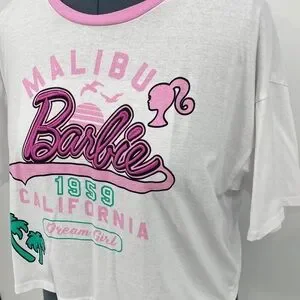 MALIBU
Barbie
1959
CALIFORNIA
Dream Girl